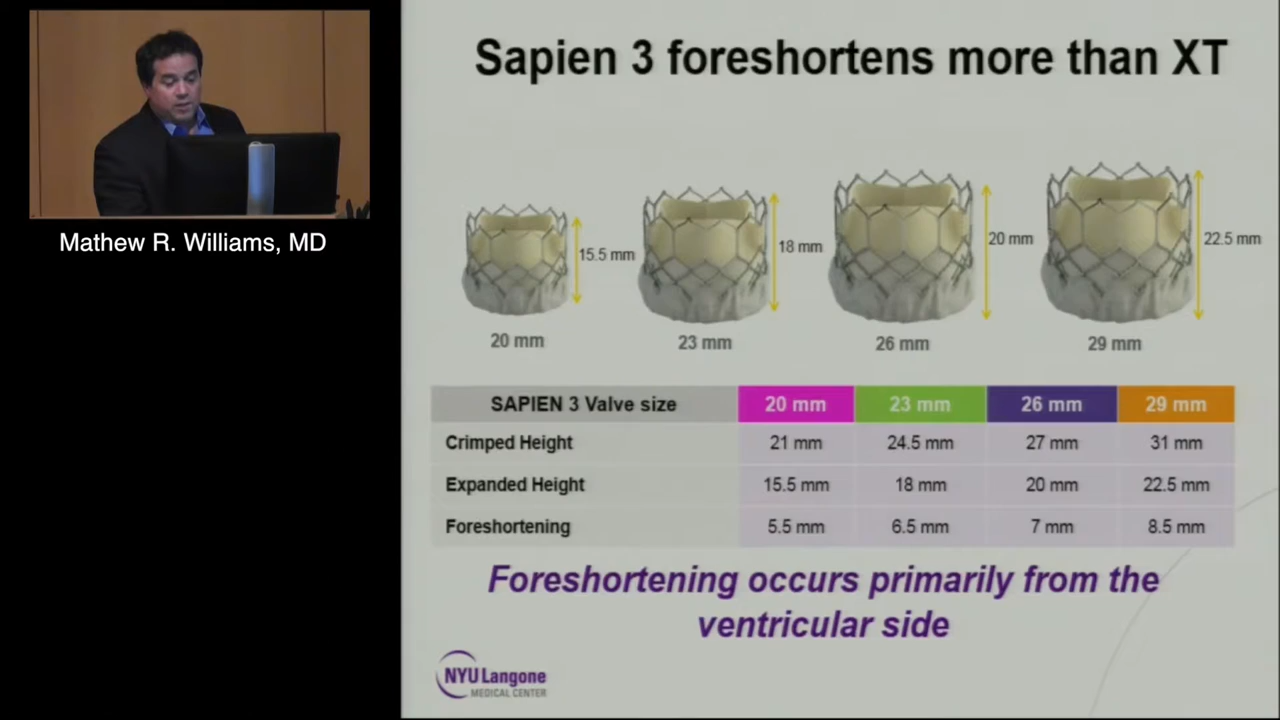 Mathew R. Williams, MD
Sapien 3 foreshortens more than XT
15.5 mm
18 mm
20 mm
22.5 mm
20 mm
23 mm
26 mm
29 mm
SAPIEN 3 Valve size 20 mm 23 mm 26 mm 29 mm
Crimped Height 21 mm 24.5 mm 27 mm 31 mm
Expanded Height 15.5 mm 18 mm 20 mm 22.5 mm
Foreshortening 5.5 mm 6.5 mm 7 mm 8.5 mm
Foreshortening occurs primarily from the
ventricular side
NYU Langone
MEDICAL CENTER